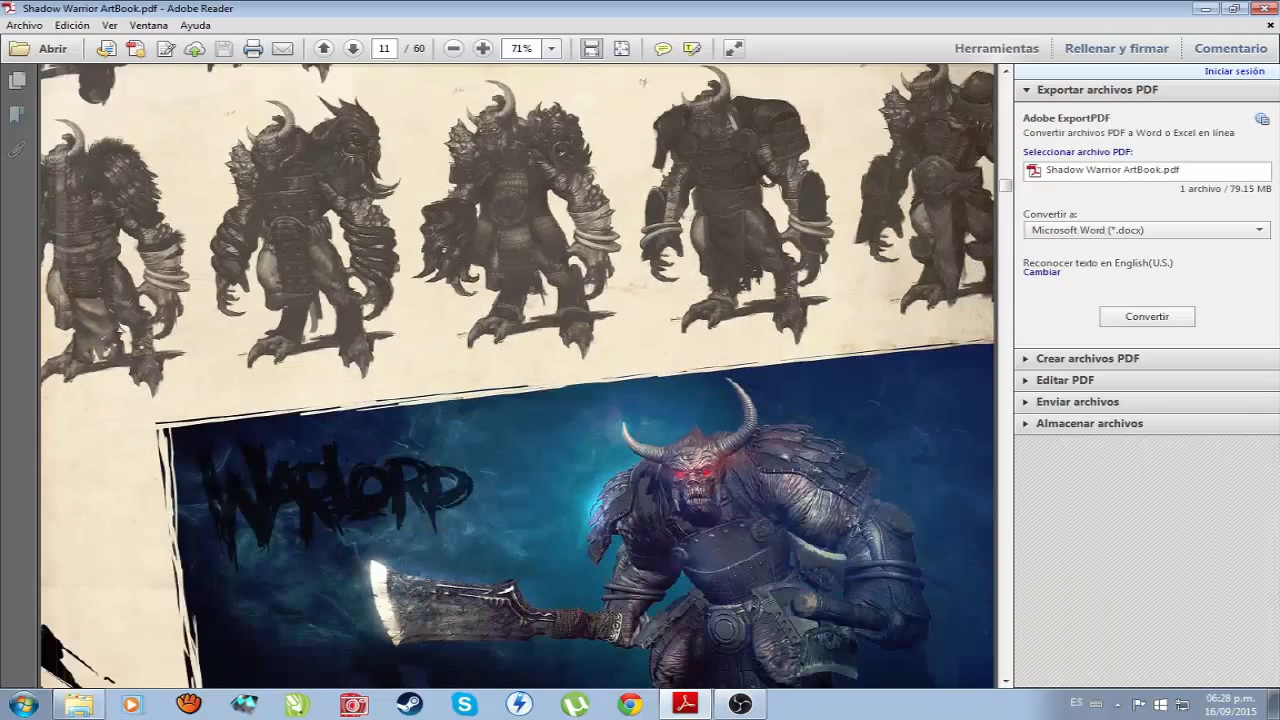 Shadow Warrior ArtBook.pdf - Adobe Reader
Archivo Edición Ver Ventana Ayuda
Abrir 11 / 60 71% Herramientas Rellenar y firmar Comentario
Iniciar sesión
Exportar archivos PDF
Adobe ExportPDF
Convertir archivos PDF a Word o Excel en línea
Seleccionar archivo PDF:
Shadow Warrior ArtBook.pdf
1 archivo / 79.15 MB
Convertir a:
Microsoft Word (*.docx)
Reconocer texto en English(U.S.)
Cambiar
Convertir
Crear archivos PDF
Editar PDF
Enviar archivos
Almacenar archivos
WARLORD
ES
06:28 p.m.
16/09/2015